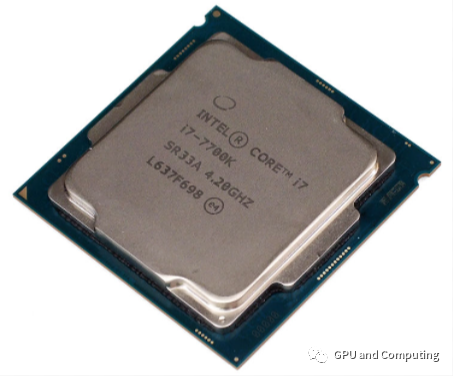 INTEL® CORE™ i7
i7-7700K
SR33A 4.20GHZ
L637F698 e4
GPU and Computing